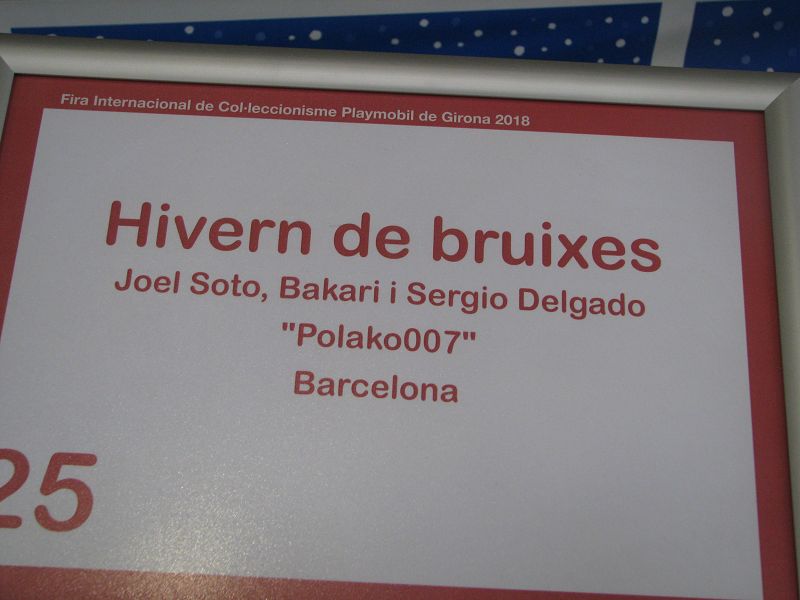 Fira Internacional de Col·leccionisme Playmobil de Girona 2018
Hivern de bruixes
Joel Soto, Bakari i Sergio Delgado
"Polako007"
Barcelona
25